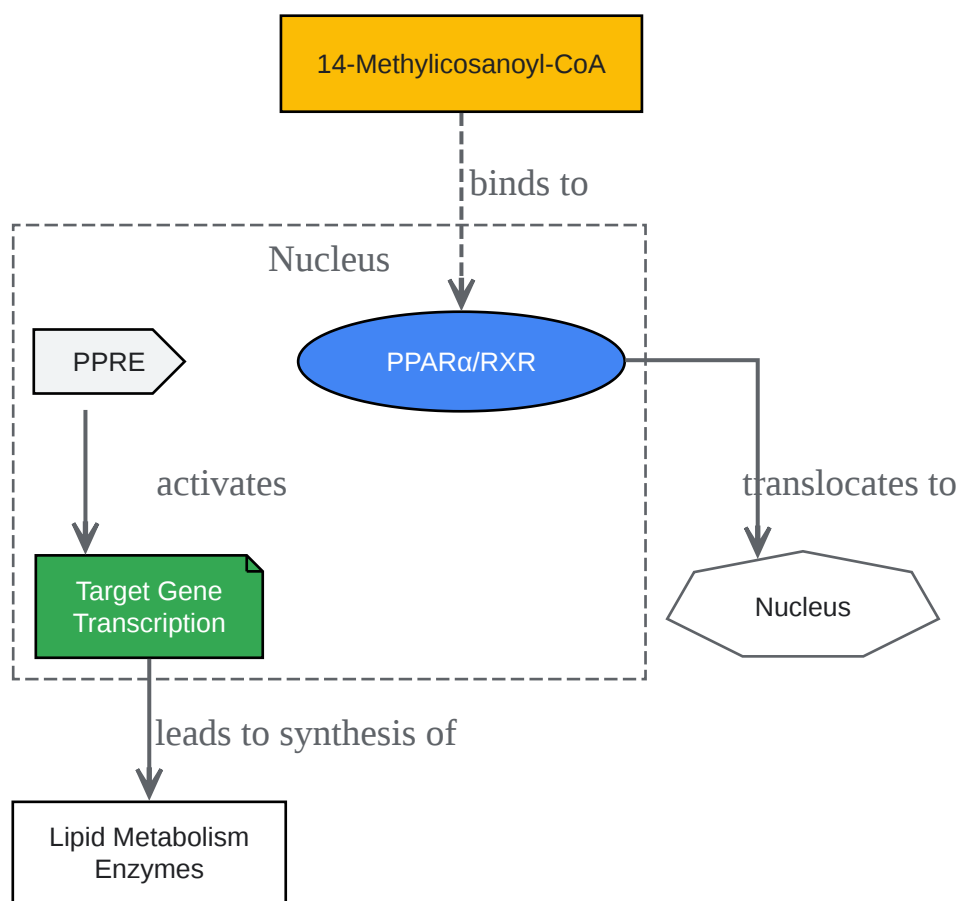 14-Methylicosanoyl-CoA
binds to
Nucleus
PPRE
PPARα/RXR
activates
translocates to
Target Gene
Transcription
Nucleus
leads to synthesis of
Lipid Metabolism
Enzymes